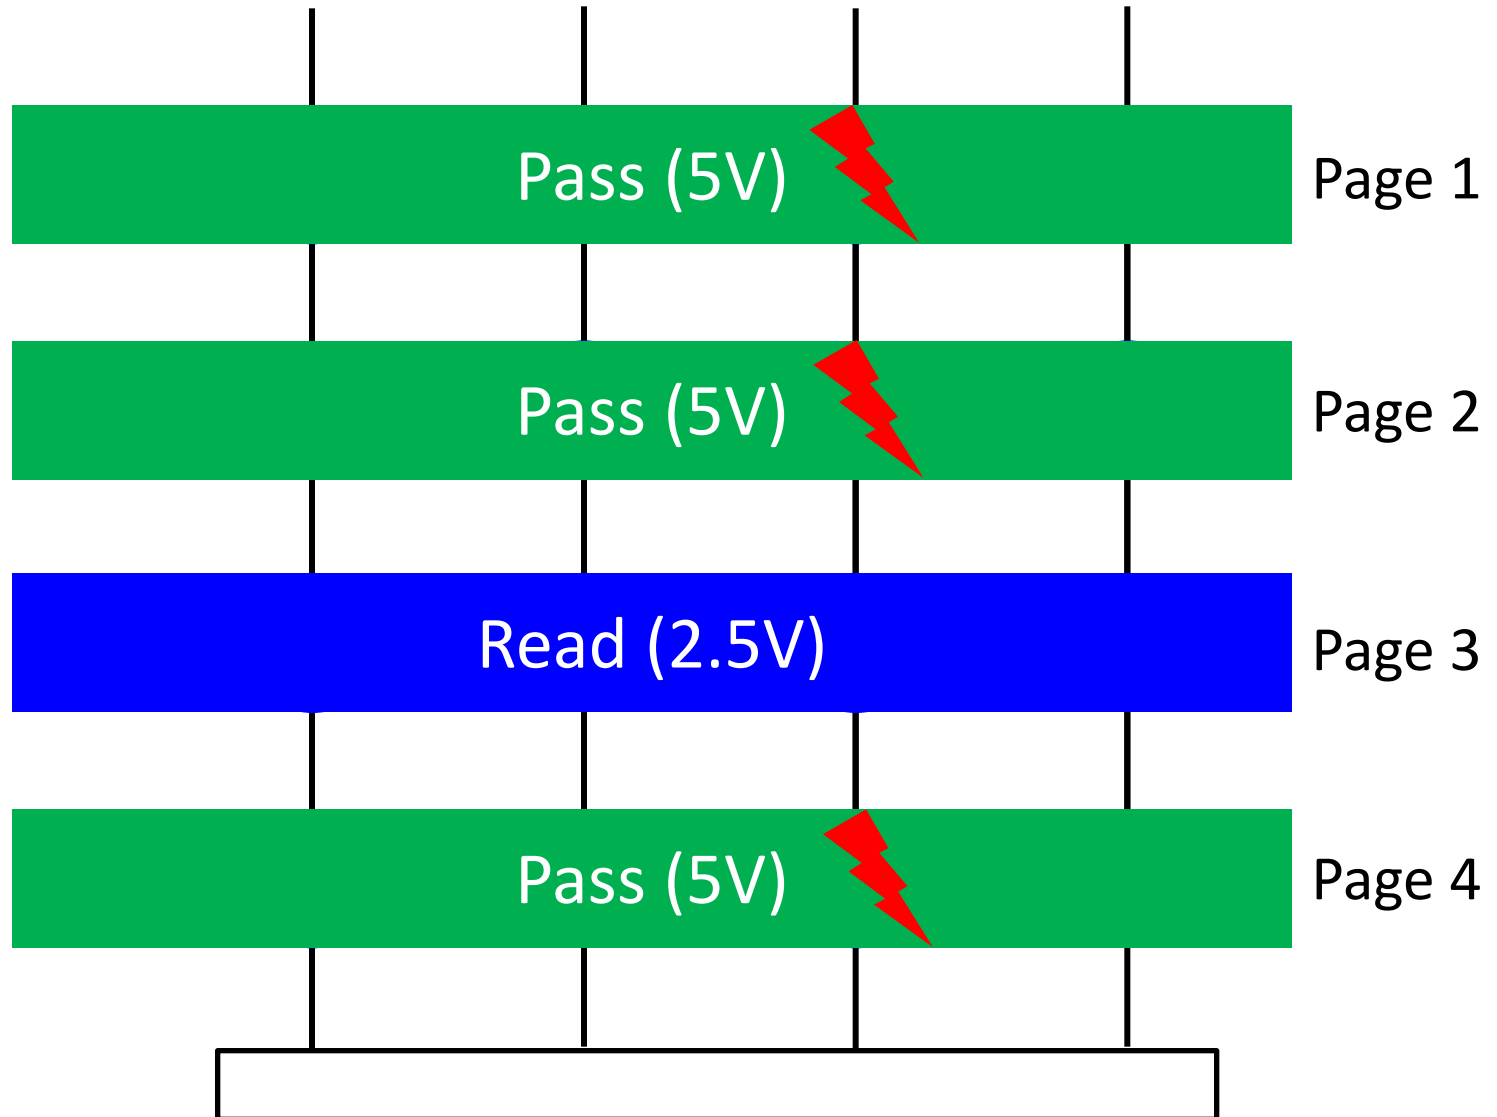 Pass (5V) Page 1
Pass (5V) Page 2
Read (2.5V) Page 3
Pass (5V) Page 4